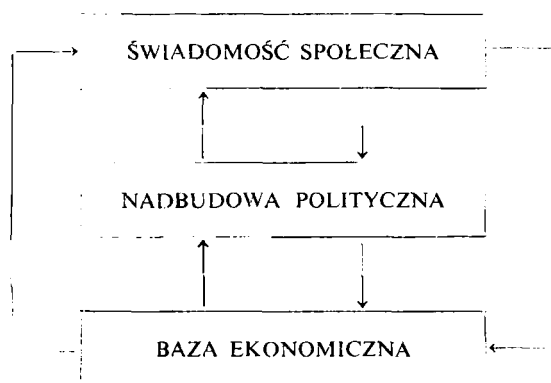 ŚWIADOMOŚĆ SPOŁECZNA
NADBUDOWA POLITYCZNA
BAZA EKONOMICZNA